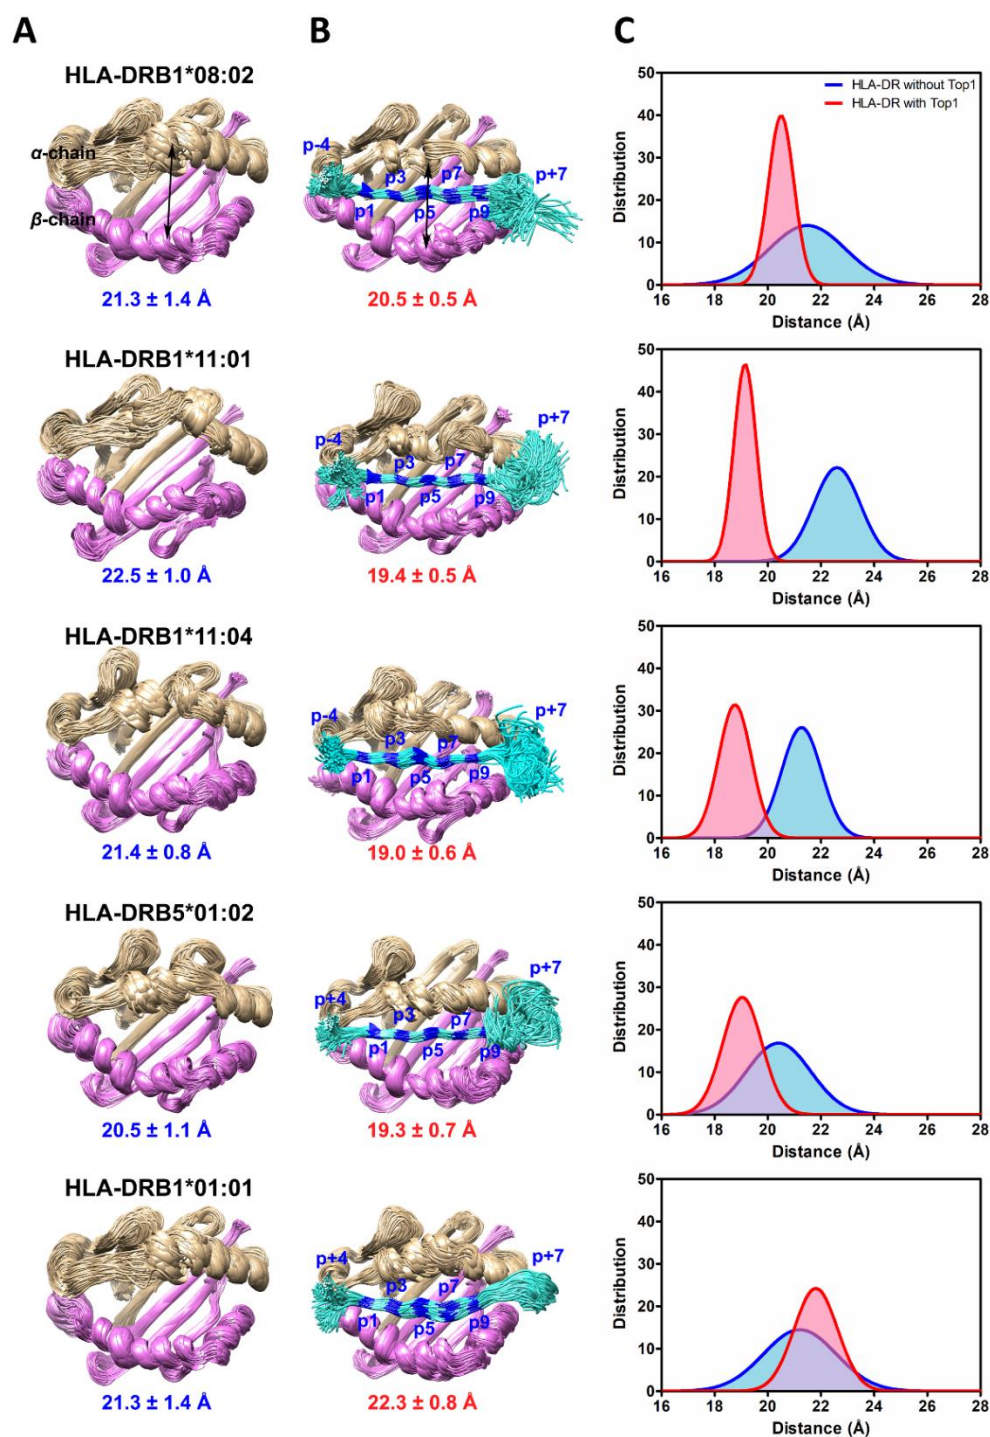 A
B
C
HLA-DRB1*08:02
α-chain
β-chain
21.3 ± 1.4 Å
p-4
p3
p7
p+7
p1
p5
p9
20.5 ± 0.5 Å
HLA-DR without Top1
HLA-DR with Top1
Distribution
50
40
30
20
10
0
16 18 20 22 24 26 28
Distance (Å)
HLA-DRB1*11:01
22.5 ± 1.0 Å
p-4
p3
p7
p+7
p1
p5
p9
19.4 ± 0.5 Å
Distribution
50
40
30
20
10
0
16 18 20 22 24 26 28
Distance (Å)
HLA-DRB1*11:04
21.4 ± 0.8 Å
p-4
p3
p7
p+7
p1
p5
p9
19.0 ± 0.6 Å
Distribution
50
40
30
20
10
0
16 18 20 22 24 26 28
Distance (Å)
HLA-DRB5*01:02
20.5 ± 1.1 Å
p+4
p3
p7
p+7
p1
p5
p9
19.3 ± 0.7 Å
Distribution
50
40
30
20
10
0
16 18 20 22 24 26 28
Distance (Å)
HLA-DRB1*01:01
21.3 ± 1.4 Å
p+4
p3
p7
p+7
p1
p5
p9
22.3 ± 0.8 Å
Distribution
50
40
30
20
10
0
16 18 20 22 24 26 28
Distance (Å)